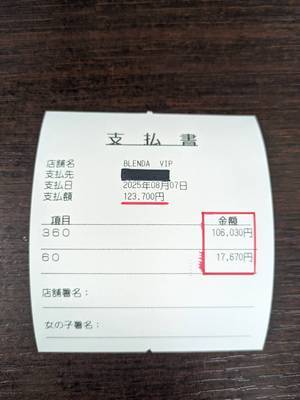 支払書
店舗名 BLENDA VIP
支払先
支払日 2025年08月07日
支払額 123,700円
項目 金額
360 106,030円
60 17,670円
店舗署名：
女の子署名：